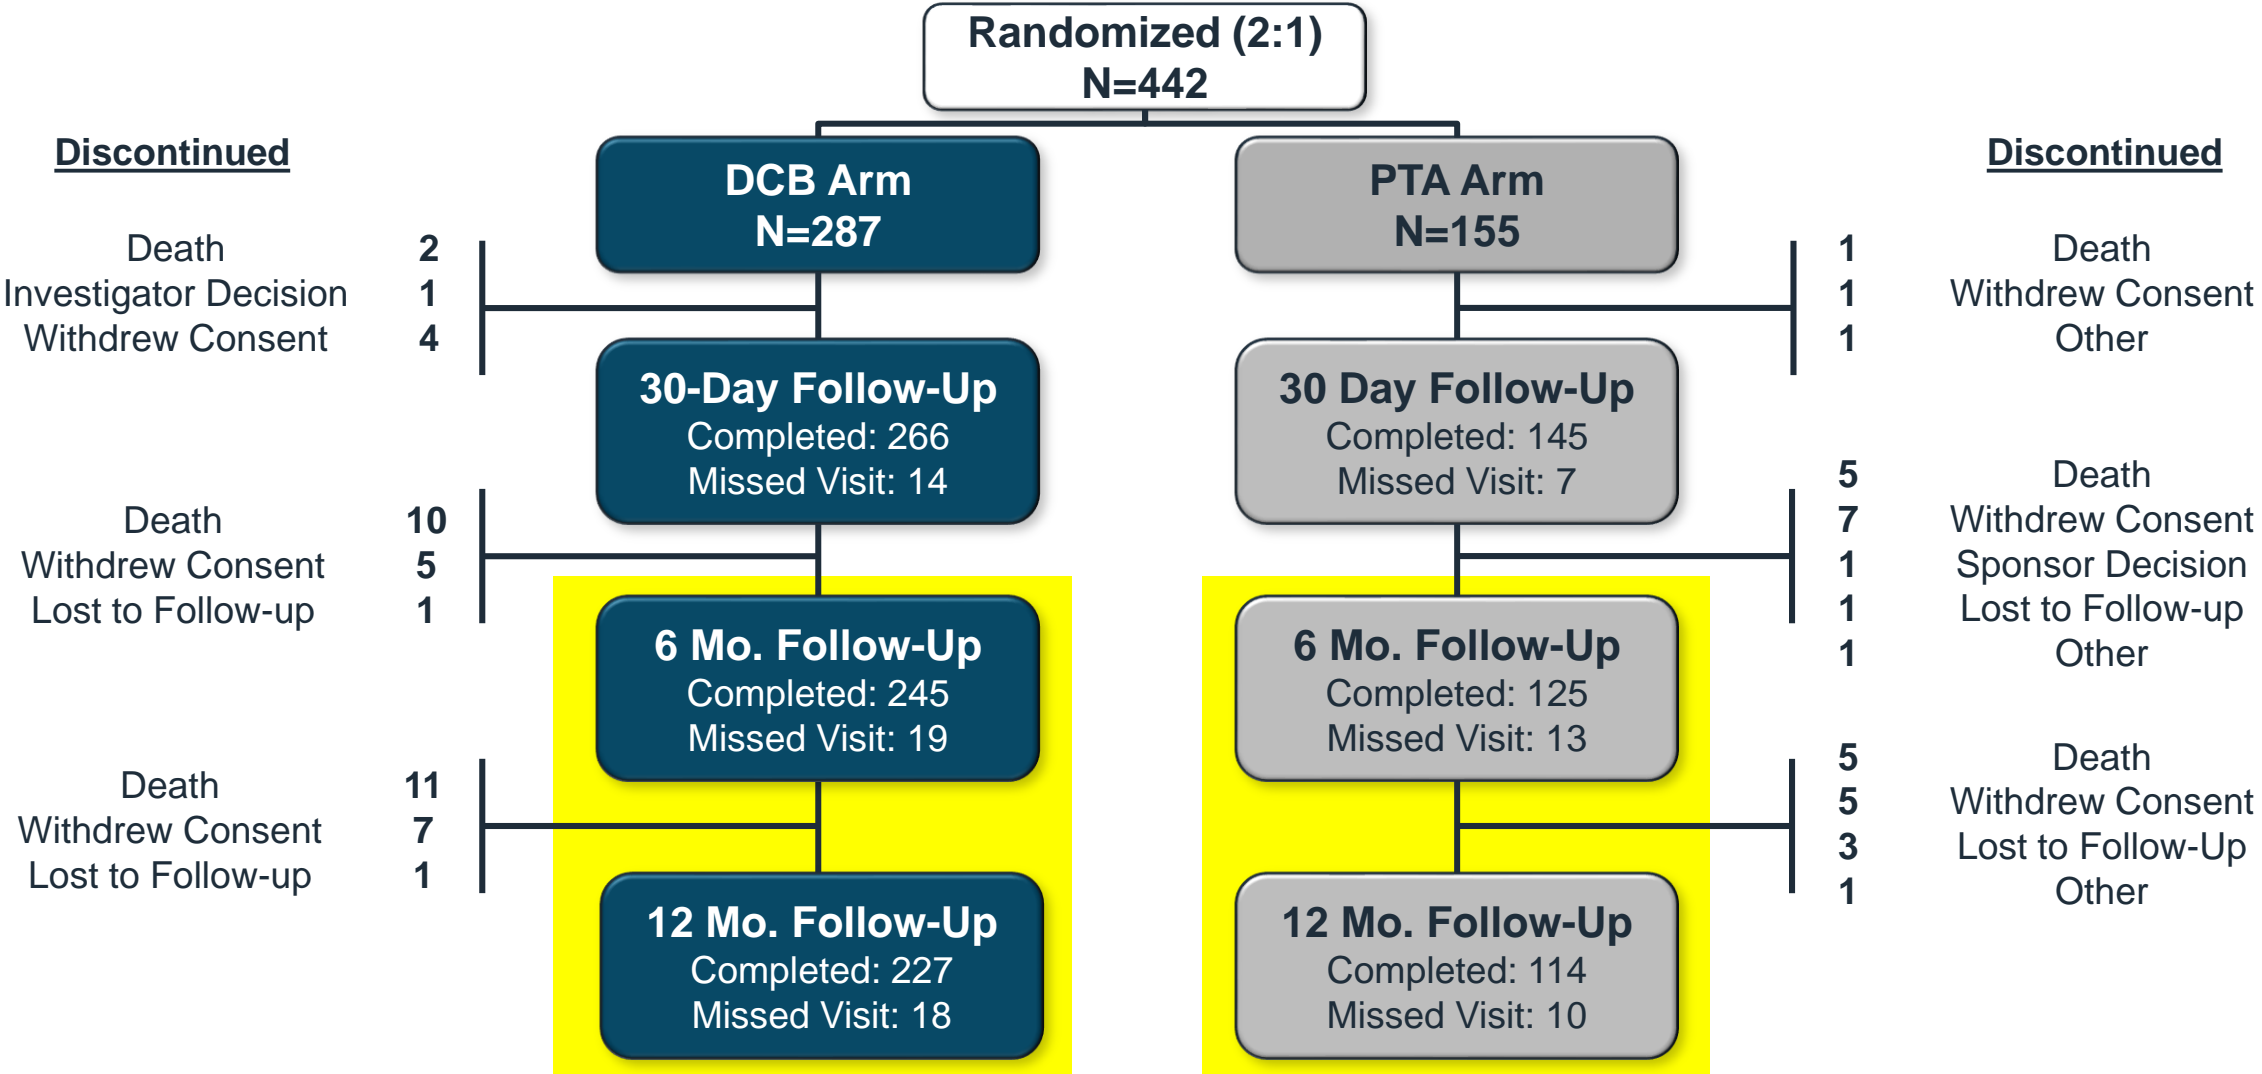 Randomized (2:1)
N=442
Discontinued
DCB Arm
N=287
PTA Arm
N=155
Discontinued
Death 2
Investigator Decision 1
Withdrew Consent 4
1 Death
1 Withdrew Consent
1 Other
30-Day Follow-Up
Completed: 266
Missed Visit: 14
30 Day Follow-Up
Completed: 145
Missed Visit: 7
Death 10
Withdrew Consent 5
Lost to Follow-up 1
5 Death
7 Withdrew Consent
1 Sponsor Decision
1 Lost to Follow-up
1 Other
6 Mo. Follow-Up
Completed: 245
Missed Visit: 19
6 Mo. Follow-Up
Completed: 125
Missed Visit: 13
Death 11
Withdrew Consent 7
Lost to Follow-up 1
5 Death
5 Withdrew Consent
3 Lost to Follow-Up
1 Other
12 Mo. Follow-Up
Completed: 227
Missed Visit: 18
12 Mo. Follow-Up
Completed: 114
Missed Visit: 10